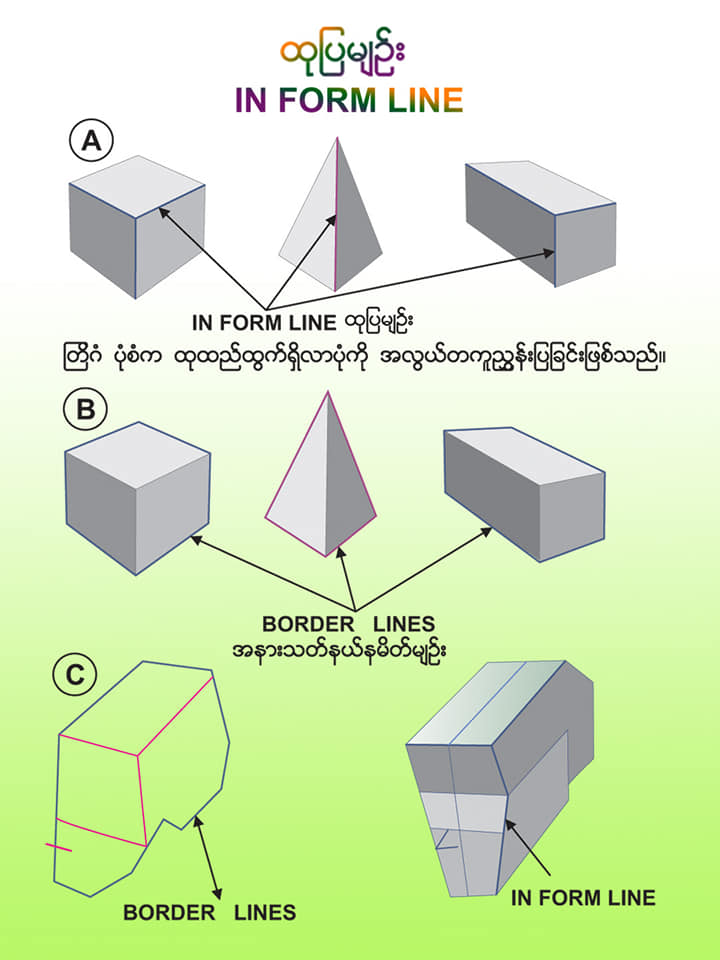 ထုပြမျဉ်း
IN FORM LINE
A
IN FORM LINE ထုပြမျဉ်း
တြိဂံ ပုံစံက ထုထည်ထွက်ရှိလာပုံကို အလွယ်တကူညွှန်းပြခြင်းဖြစ်သည်။
B
BORDER LINES
အနားသတ်နယ်နမိတ်မျဉ်း
C
BORDER LINES
IN FORM LINE